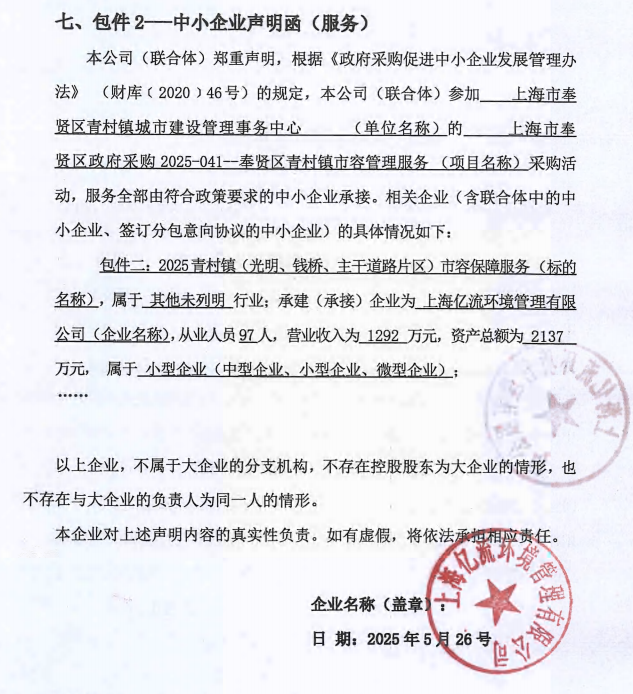 七、包件 2——中小企业声明函（服务）
本公司（联合体）郑重声明，根据《政府采购促进中小企业发展管理办
法》（财库﹝2020﹞46号）的规定，本公司（联合体）参加 上海市奉
贤区青村镇城市建设管理事务中心 （单位名称）的 上海市奉
贤区政府采购 2025-041--奉贤区青村镇市容管理服务 （项目名称）采购活
动，服务全部由符合政策要求的中小企业承接。相关企业（含联合体中的中
小企业、签订分包意向协议的中小企业）的具体情况如下：
包件二：2025 青村镇（光明、钱桥、主干道路片区）市容保障服务（标的
名称），属于 其他未列明 行业；承建（承接）企业为 上海亿流环境管理有限
公司（企业名称），从业人员 97 人，营业收入为 1292 万元，资产总额为 2137
万元， 属于 小型企业（中型企业、小型企业、微型企业）；
……
以上企业，不属于大企业的分支机构，不存在控股股东为大企业的情形，也
不存在与大企业的负责人为同一人的情形。
本企业对上述声明内容的真实性负责。如有虚假，将依法承担相应责任。
企业名称（盖章）：
日 期：2025 年 5 月 26 号
上海亿流环境管理有限公司